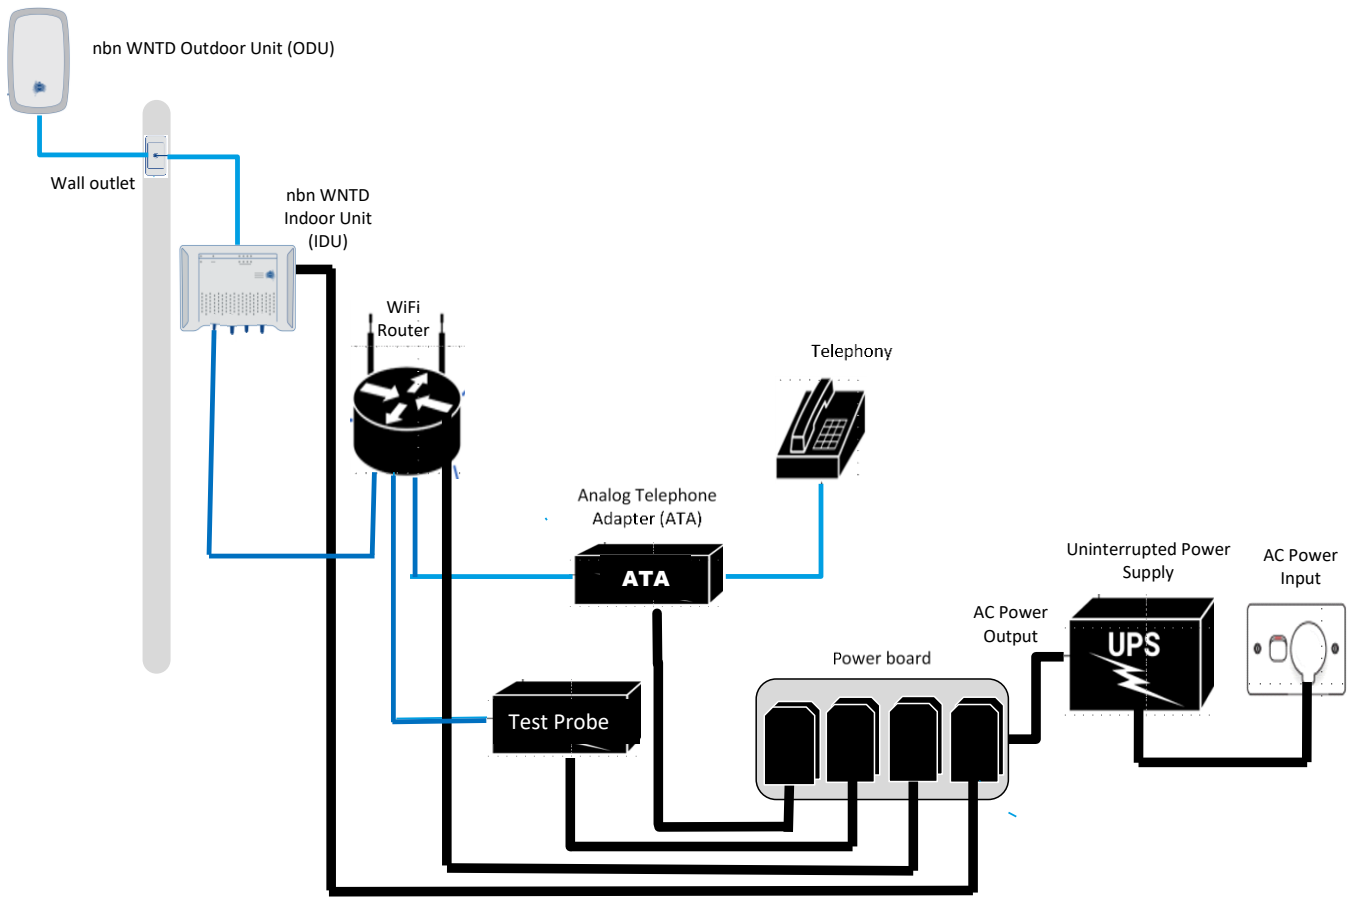 nbn WNTD Outdoor Unit (ODU)
Wall outlet
nbn WNTD
Indoor Unit
(IDU)
WiFi
Router
Telephony
Analog Telephone
Adapter (ATA)
ATA
Uninterrupted Power
Supply
AC Power
Input
AC Power
Output
UPS
Power board
Test Probe